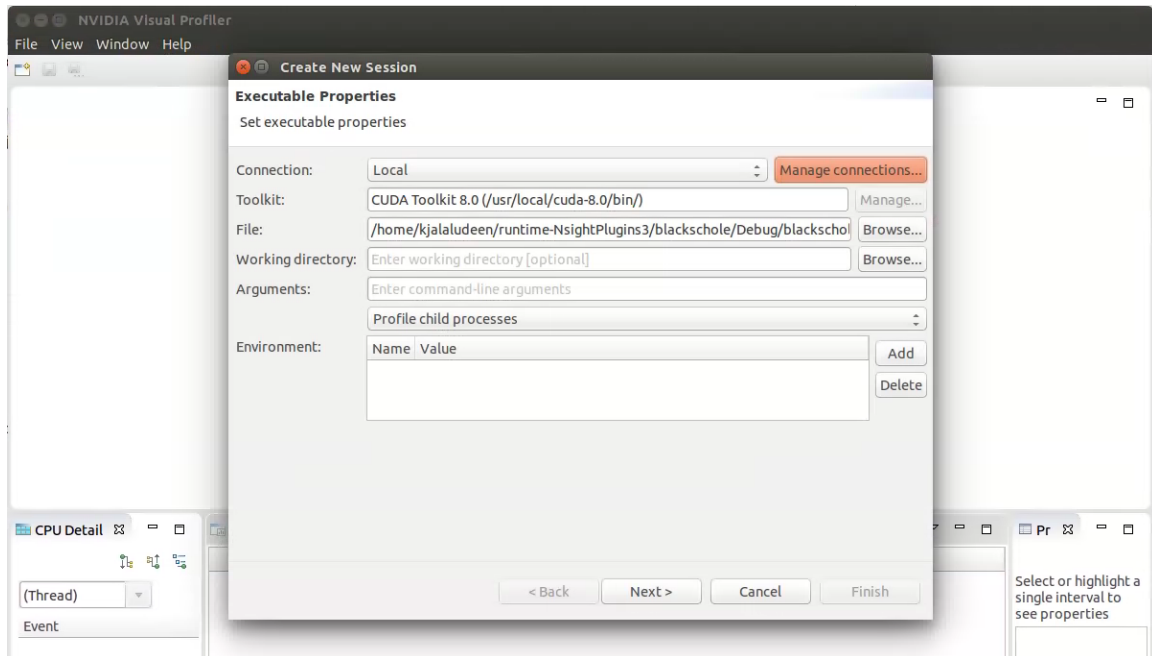 NVIDIA Visual Profiler
File View Window Help
Create New Session
Executable Properties
Set executable properties
Connection: Local Manage connections...
Toolkit: CUDA Toolkit 8.0 (/usr/local/cuda-8.0/bin/) Manage...
File: /home/kjalaludeen/runtime-NsightPlugins3/blackschole/Debug/blackschol Browse...
Working directory: Enter working directory [optional] Browse...
Arguments: Enter command-line arguments
Profile child processes
Environment: Name Value Add
Delete
CPU Detail Pr
(Thread)
Event
< Back Next > Cancel Finish
Select or highlight a
single interval to
see properties